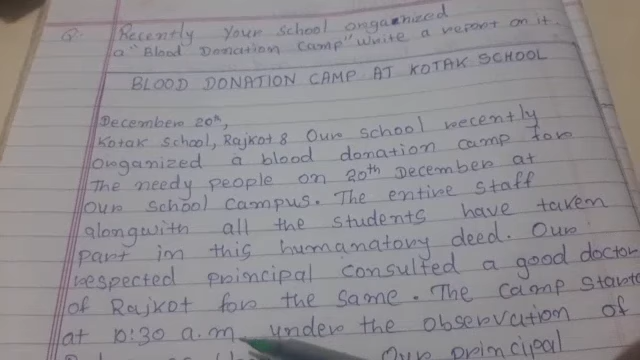 Q. Recently Your school organized
a "Blood Donation Camp" write a report on it.
BLOOD DONATION CAMP AT KOTAK SCHOOL
December 20th,
Kotak School, Rajkot : Our school recently
organized a blood donation camp for
the needy people on 20th December at
our school campus. The entire staff
alongwith all the students have taken
part in this humanatory deed. Our
respected principal consulted a good doctor
of Rajkot for the same. The camp started
at 10:30 a.m. under the observation of
Our principal